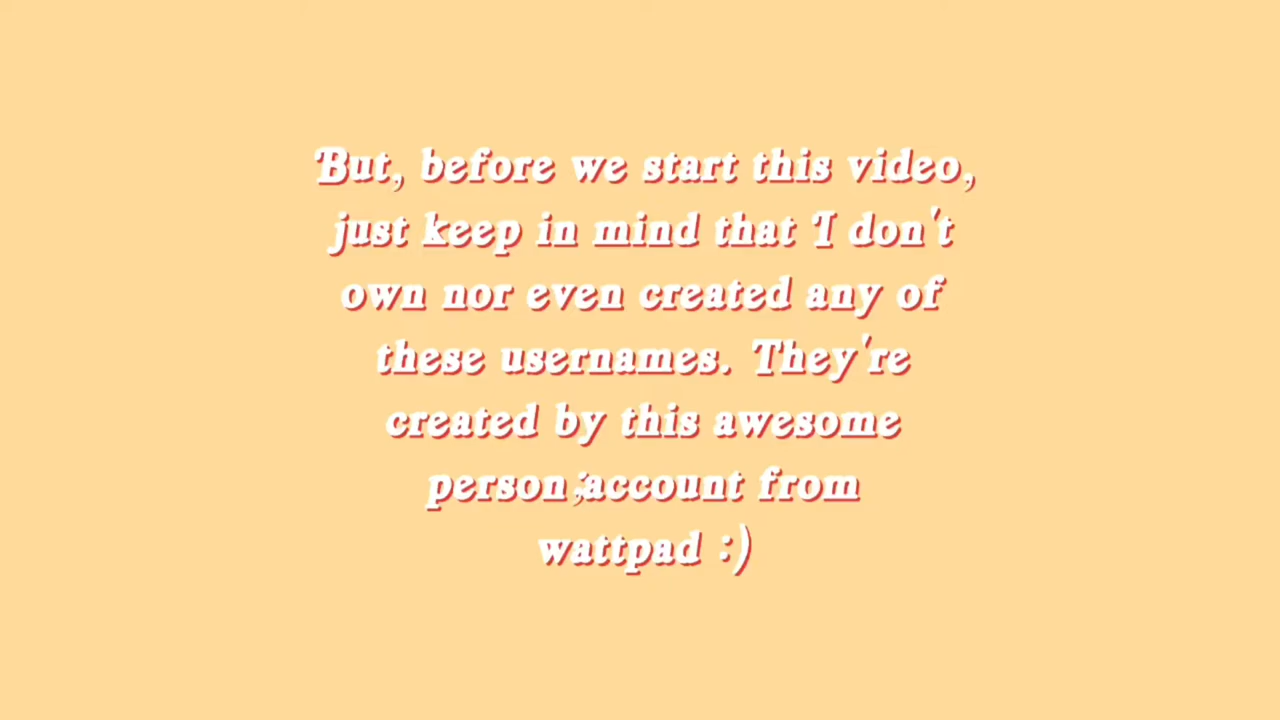 But, before we start this video,
just keep in mind that I don't
own nor even created any of
these usernames. They're
created by this awesome
person;account from
wattpad :)